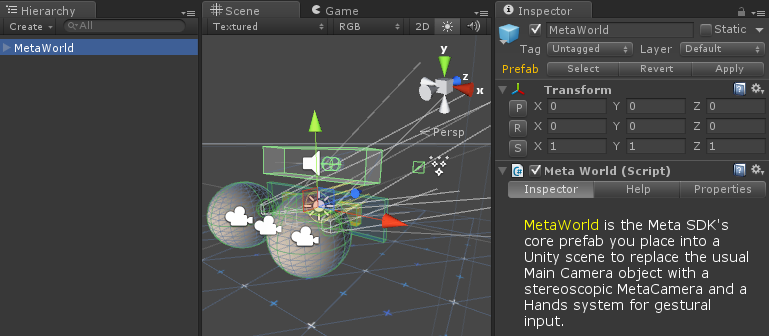 Hierarchy
Create
All
MetaWorld
Scene
Game
Textured
RGB
2D
y
z
x
Persp
Inspector
MetaWorld
Static
Tag
Untagged
Layer
Default
Prefab
Select
Revert
Apply
Transform
P X 0 Y 0 Z 0
R X 0 Y 0 Z 0
S X 1 Y 1 Z 1
Meta World (Script)
Inspector
Help
Properties
MetaWorld is the Meta SDK's
core prefab you place into a
Unity scene to replace the usual
Main Camera object with a
stereoscopic MetaCamera and a
Hands system for gestural
input.